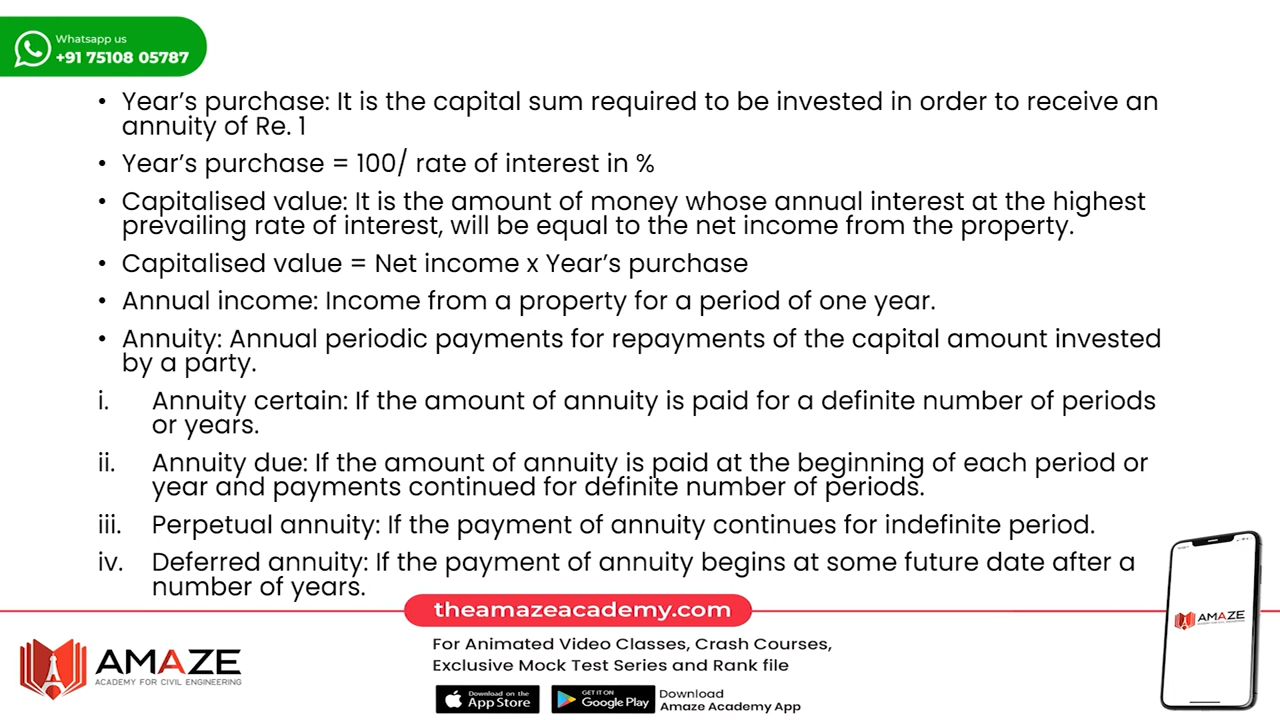 Whatsapp us
+91 75108 05787
• Year’s purchase: It is the capital sum required to be invested in order to receive an
annuity of Re. 1
• Year’s purchase = 100/ rate of interest in %
• Capitalised value: It is the amount of money whose annual interest at the highest
prevailing rate of interest, will be equal to the net income from the property.
• Capitalised value = Net income x Year’s purchase
• Annual income: Income from a property for a period of one year.
• Annuity: Annual periodic payments for repayments of the capital amount invested
by a party.
i. Annuity certain: If the amount of annuity is paid for a definite number of periods
or years.
ii. Annuity due: If the amount of annuity is paid at the beginning of each period or
year and payments continued for definite number of periods.
iii. Perpetual annuity: If the payment of annuity continues for indefinite period.
iv. Deferred annuity: If the payment of annuity begins at some future date after a
number of years.
theamazeacademy.com
AMAZE
ACADEMY FOR CIVIL ENGINEERING
For Animated Video Classes, Crash Courses,
Exclusive Mock Test Series and Rank file
Download on the
App Store
GET IT ON
Google Play
Download
Amaze Academy App
AMAZE
ACADEMY FOR CIVIL ENGINEERING